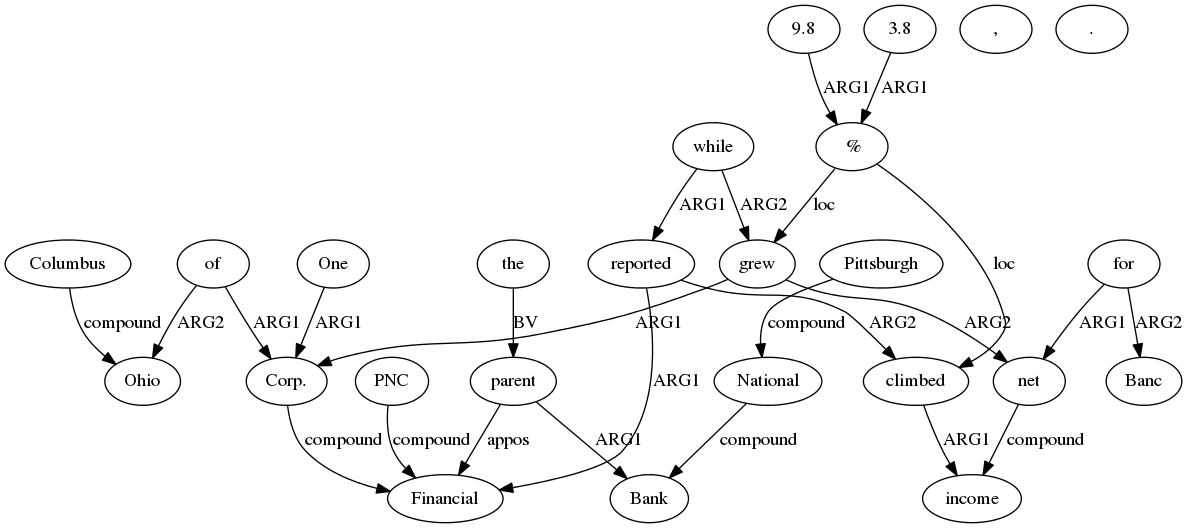 9.8 3.8 , .
ARG1 ARG1
while %
ARG1 ARG2 loc
Columbus of One the reported grew Pittsburgh loc for
compound ARG2 ARG1 ARG1 BV ARG1 compound ARG2 ARG2 ARG1 ARG2
Ohio Corp. PNC parent National climbed net Banc
ARG1
compound compound appos ARG1 compound ARG1 compound
Financial Bank income